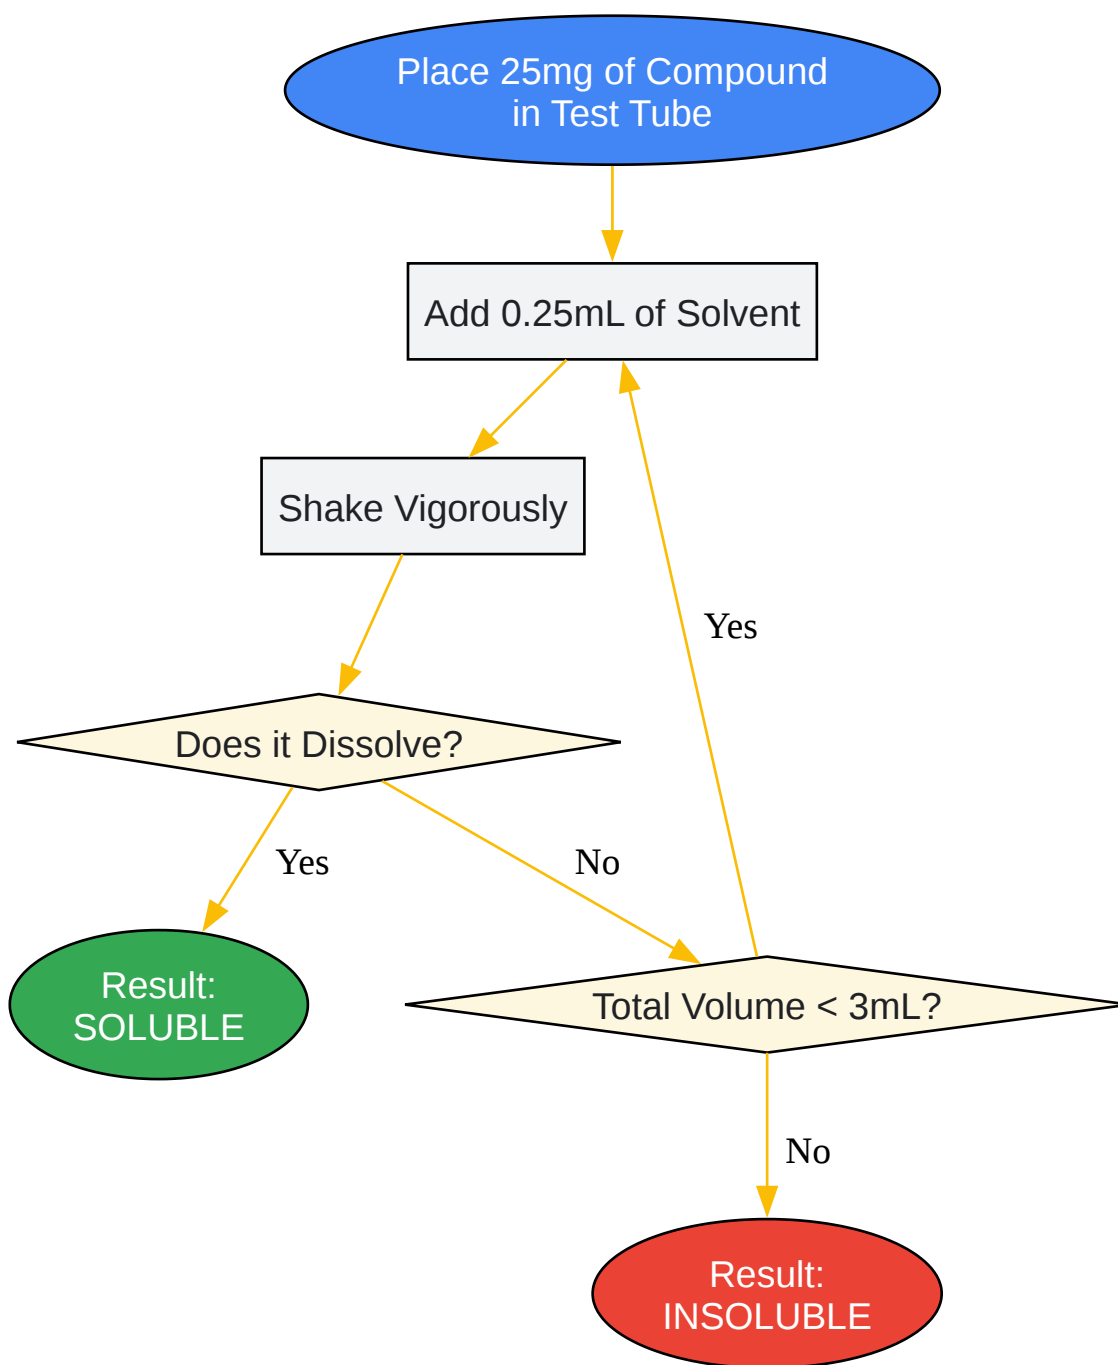 Place 25mg of Compound
in Test Tube
Add 0.25mL of Solvent
Shake Vigorously
Yes
Does it Dissolve?
Yes
No
Result:
SOLUBLE
Total Volume < 3mL?
No
Result:
INSOLUBLE